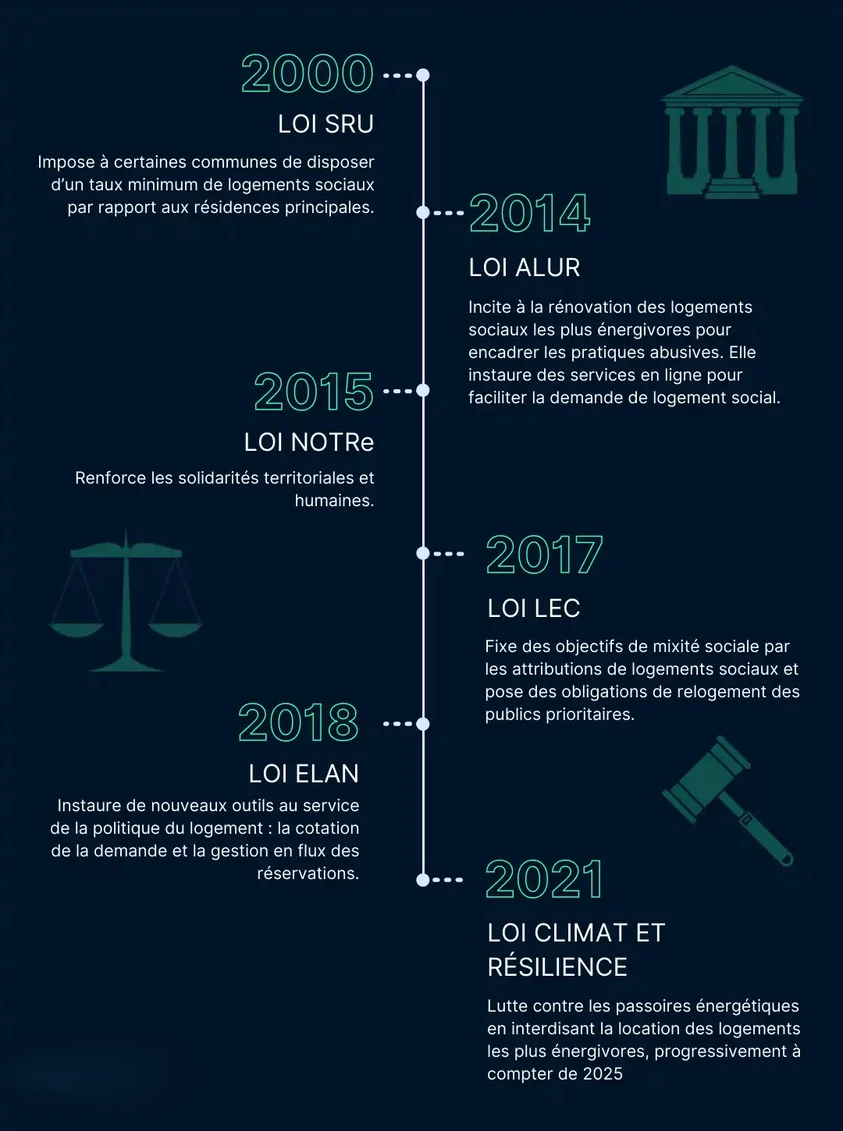 2000
LOI SRU
Impose à certaines communes de disposer
d’un taux minimum de logements sociaux
par rapport aux résidences principales.
2014
LOI ALUR
Incite à la rénovation des logements
sociaux les plus énergivores pour
encadrer les pratiques abusives. Elle
instaure des services en ligne pour
faciliter la demande de logement social.
2015
LOI NOTRe
Renforce les solidarités territoriales et
humaines.
2017
LOI LEC
Fixe des objectifs de mixité sociale par
les attributions de logements sociaux et
pose des obligations de relogement des
publics prioritaires.
2018
LOI ELAN
Instaure de nouveaux outils au service
de la politique du logement : la cotation
de la demande et la gestion en flux des
réservations.
2021
LOI CLIMAT ET
RÉSILIENCE
Lutte contre les passoires énergétiques
en interdisant la location des logements
les plus énergivores, progressivement à
compter de 2025